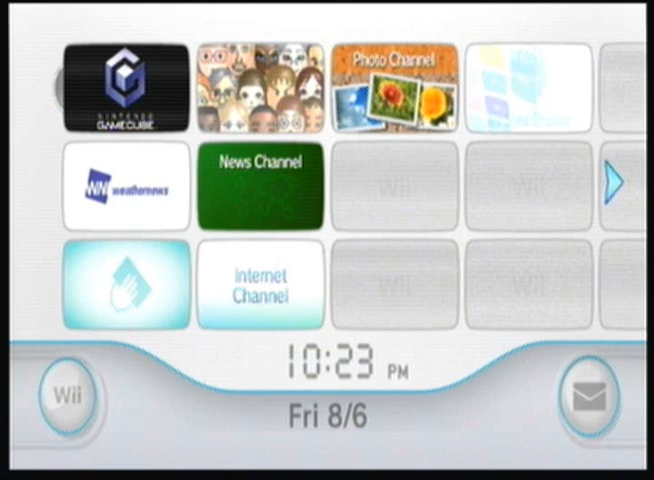 NINTENDO
GAMECUBE
Photo Channel
WN weathernews
News Channel
Wii
Wii
Internet
Channel
Wii
Wii
10:23 PM
Wii
Fri 8/6